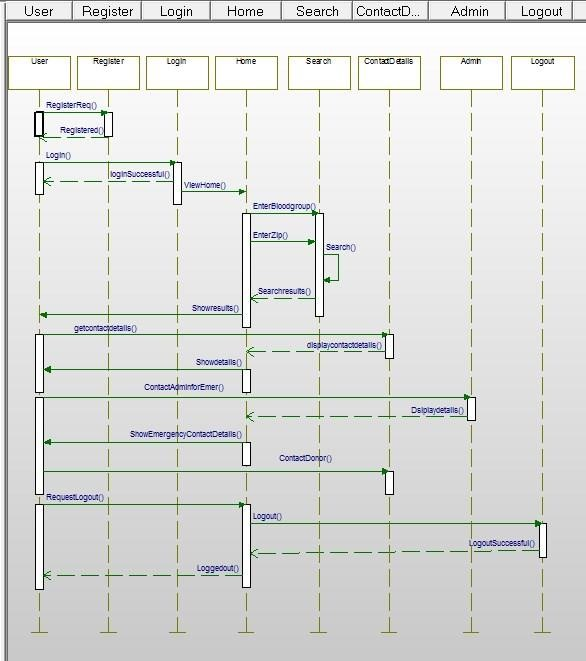 User Register Login Home Search ContactD... Admin Logout
User Register Login Home Search ContactDetails Admin Logout
RegisterReq()
Registered()
Login()
loginSuccessful()
ViewHome()
EnterBloodgroup()
EnterZip()
Search()
Searchresults()
Showresults()
getcontactdetails()
displaycontactdetails()
Showdetails()
ContactAdminforEmer()
Dsiplaydetails()
ShowEmergencyContactDetails()
ContactDonor()
RequestLogout()
Logout()
LogoutSuccessful()
Loggedout()